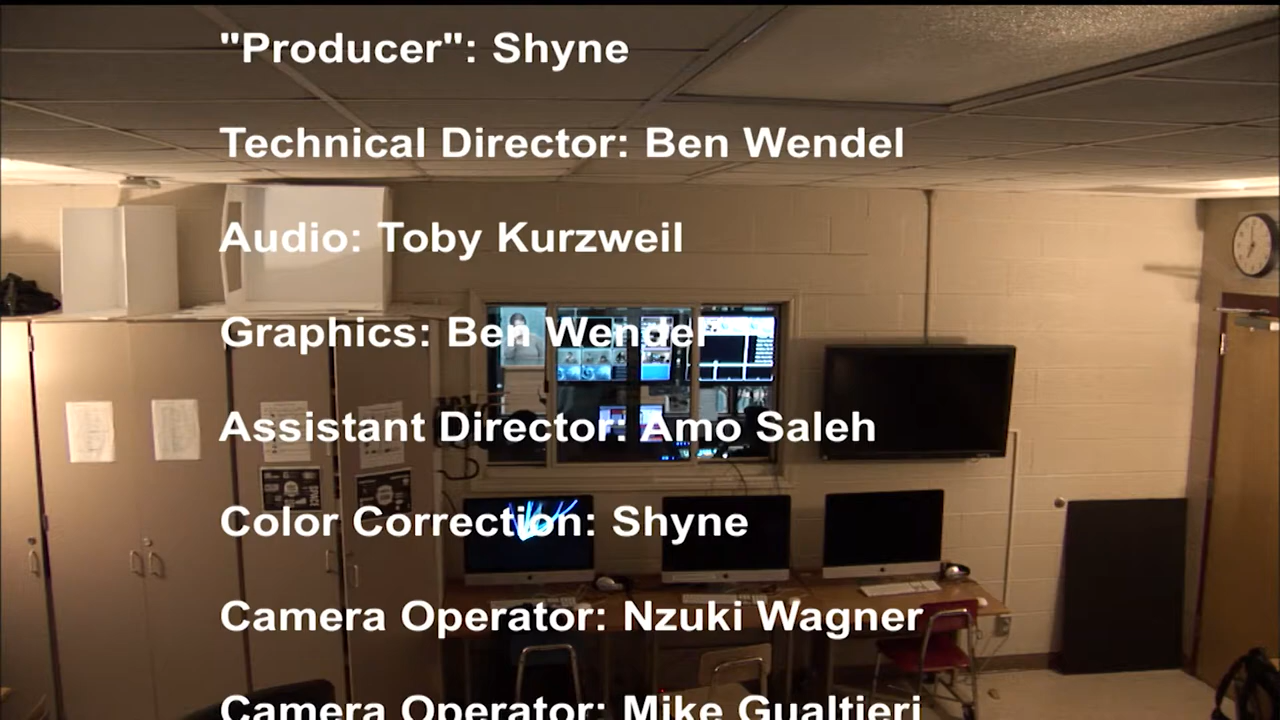 "Producer": Shyne
Technical Director: Ben Wendel
Audio: Toby Kurzweil
Graphics: Ben Wendel
Assistant Director: Amo Saleh
Color Correction: Shyne
Camera Operator: Nzuki Wagner
Camera Operator: Mike Gualtieri